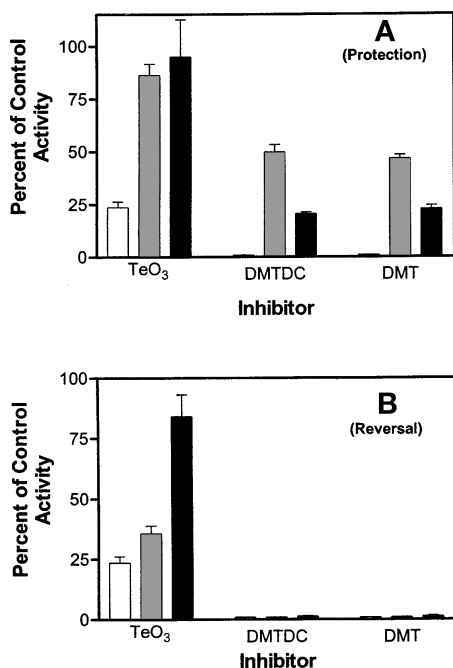 A
(Protection)
Percent of Control
Activity
100
75
50
25
0
TeO3
DMTDC
DMT
Inhibitor
B
(Reversal)
Percent of Control
Activity
100
75
50
25
0
TeO3
DMTDC
DMT
Inhibitor